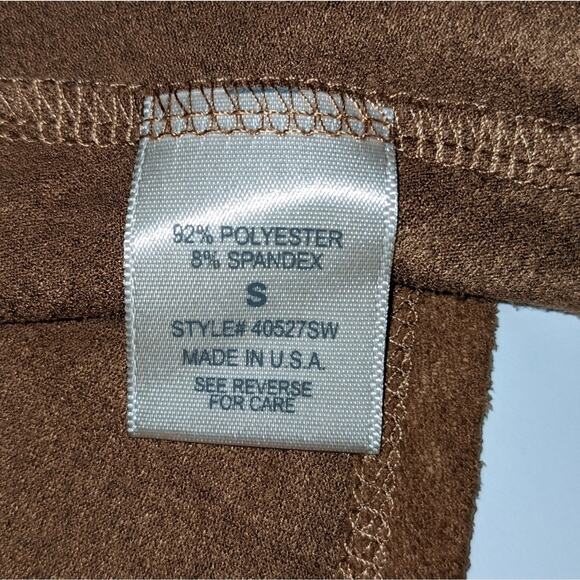 92% POLYESTER
8% SPANDEX
S
STYLE# 40527SW
MADE IN U.S.A.
SEE REVERSE
FOR CARE